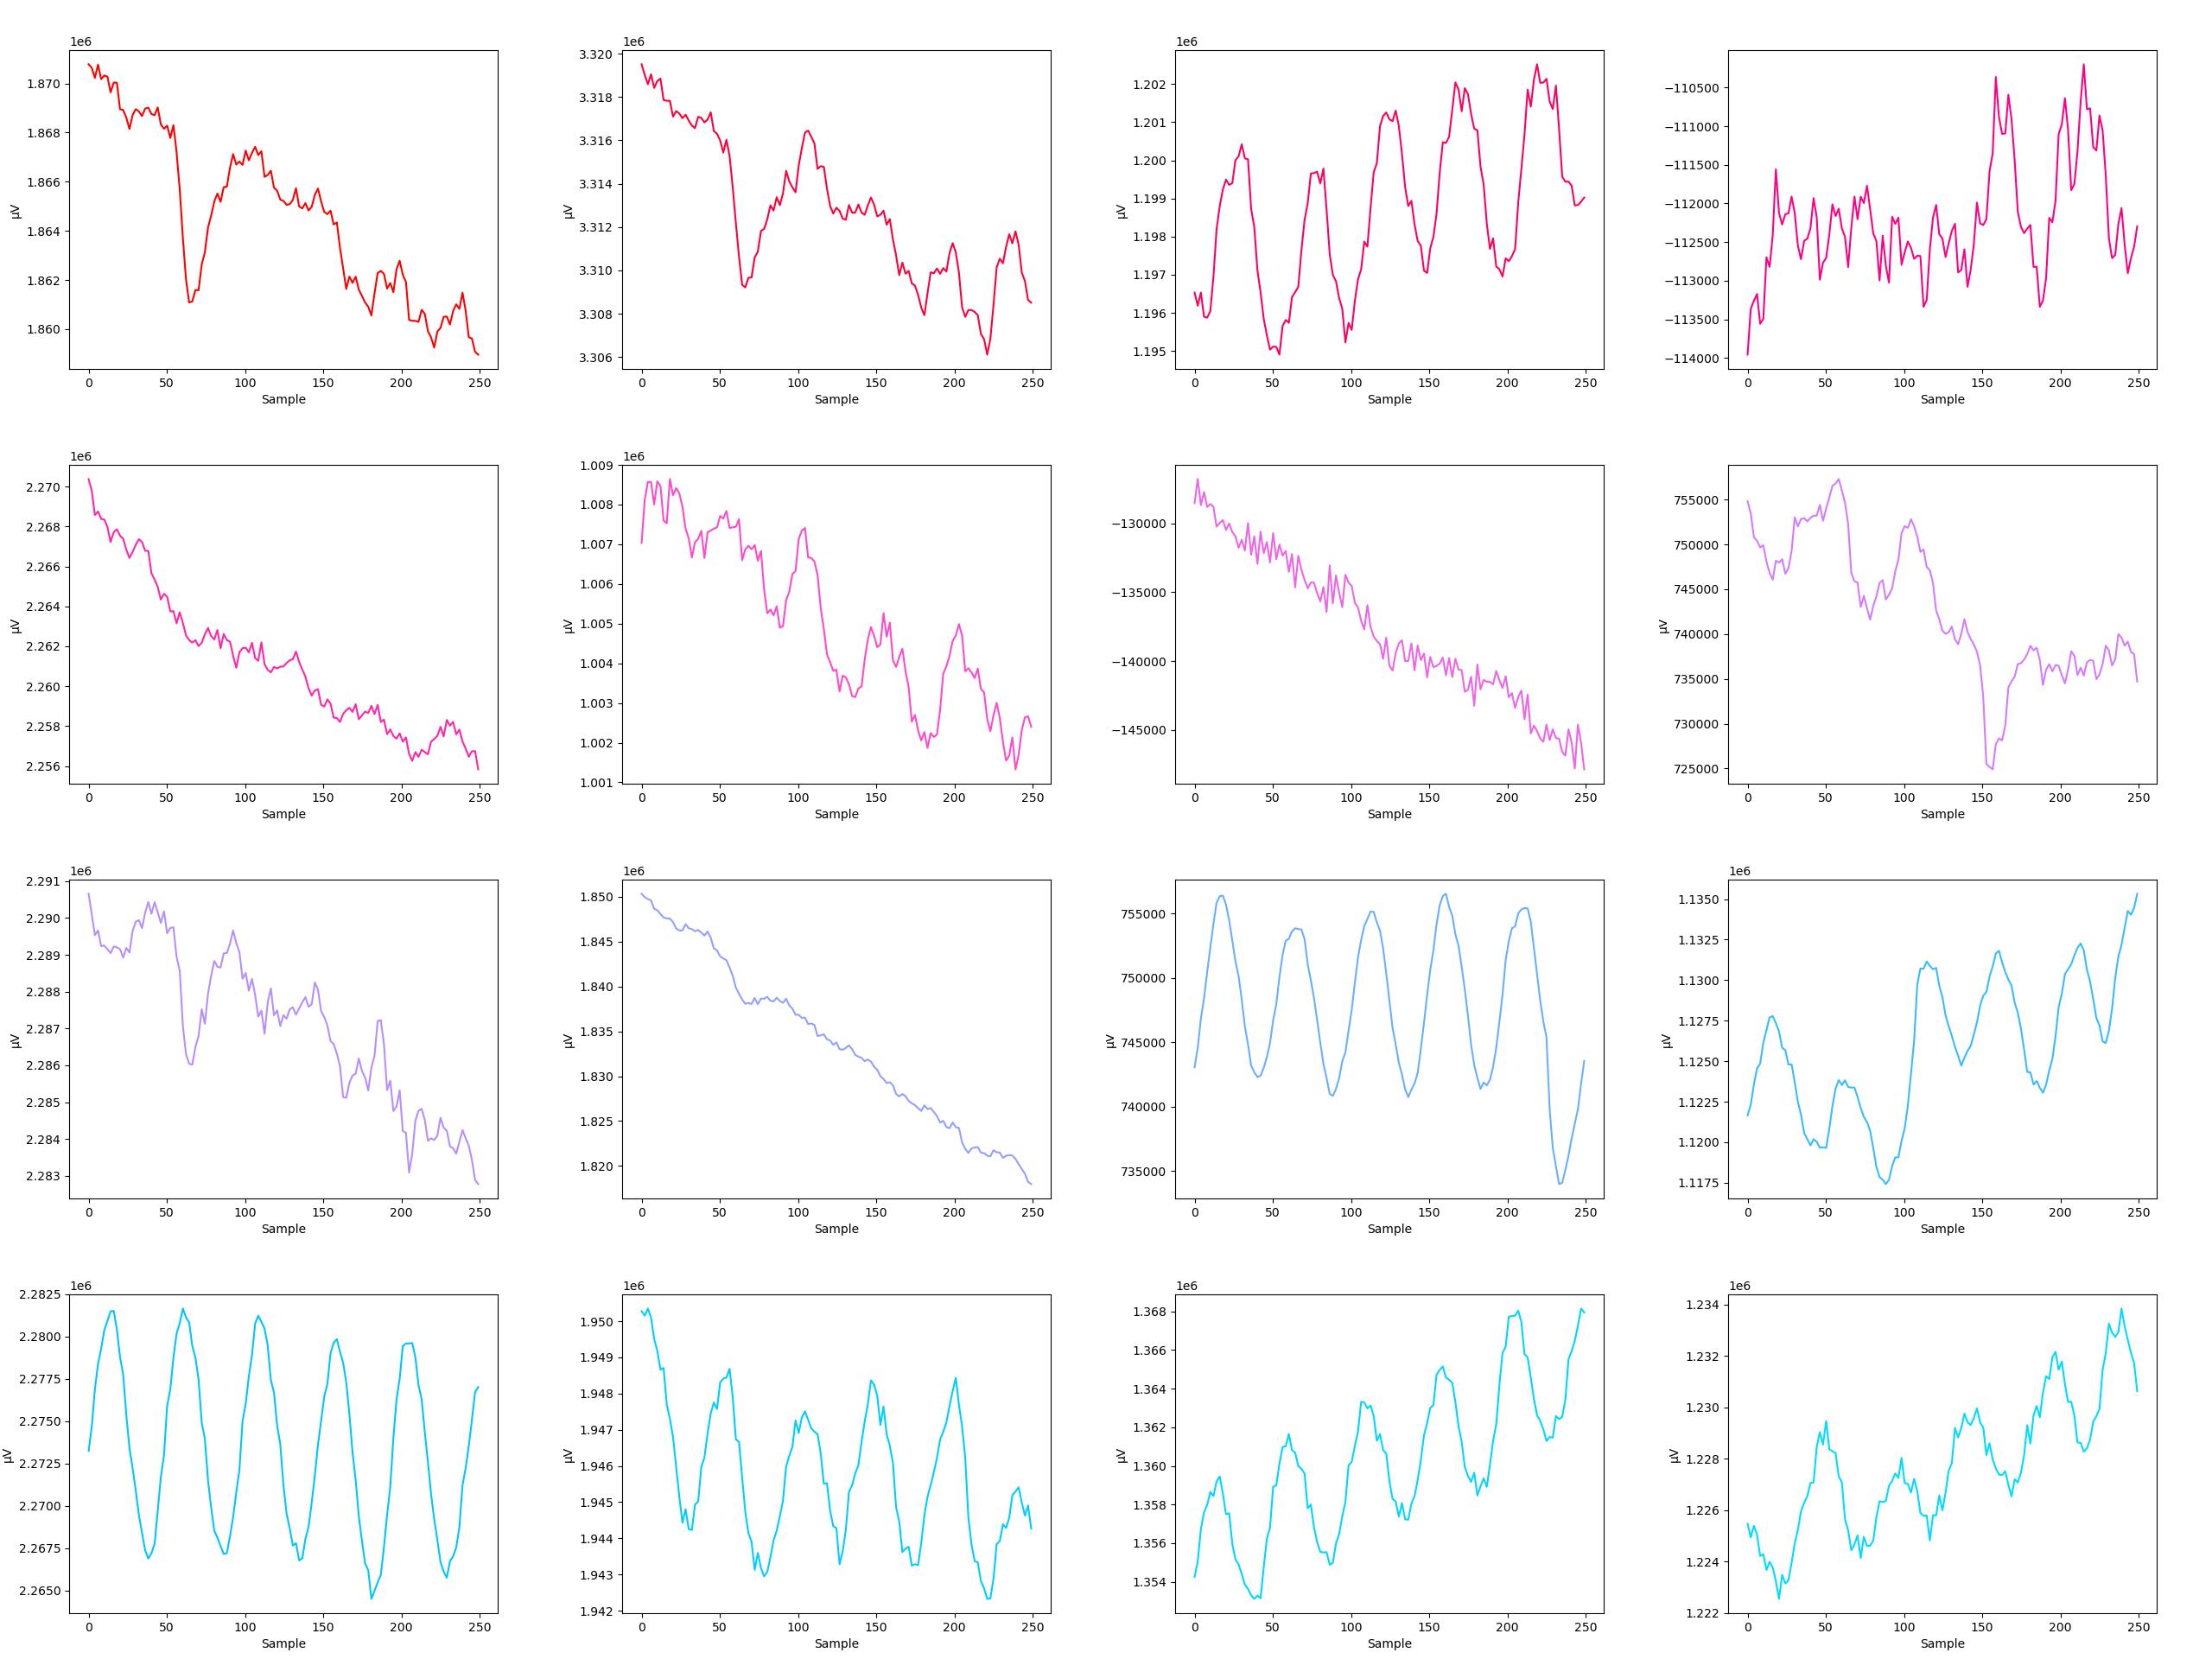 1e6
1.870
1.868
1.866
1.864
1.862
1.860
µV
0 50 100 150 200 250
Sample
1e6
3.320
3.318
3.316
3.314
3.312
3.310
3.308
3.306
µV
0 50 100 150 200 250
Sample
1e6
1.202
1.201
1.200
1.199
1.198
1.197
1.196
1.195
µV
0 50 100 150 200 250
Sample
−110500
−111000
−111500
−112000
−112500
−113000
−113500
−114000
µV
0 50 100 150 200 250
Sample
1e6
2.270
2.268
2.266
2.264
2.262
2.260
2.258
2.256
µV
0 50 100 150 200 250
Sample
1e6
1.009
1.008
1.007
1.006
1.005
1.004
1.003
1.002
1.001
µV
0 50 100 150 200 250
Sample
−130000
−135000
−140000
−145000
µV
0 50 100 150 200 250
Sample
755000
750000
745000
740000
735000
730000
725000
µV
0 50 100 150 200 250
Sample
1e6
2.291
2.290
2.289
2.288
2.287
2.286
2.285
2.284
2.283
µV
0 50 100 150 200 250
Sample
1e6
1.850
1.845
1.840
1.835
1.830
1.825
1.820
µV
0 50 100 150 200 250
Sample
755000
750000
745000
740000
735000
µV
0 50 100 150 200 250
Sample
1e6
1.1350
1.1325
1.1300
1.1275
1.1250
1.1225
1.1200
1.1175
µV
0 50 100 150 200 250
Sample
1e6
2.2825
2.2800
2.2775
2.2750
2.2725
2.2700
2.2675
2.2650
µV
0 50 100 150 200 250
Sample
1e6
1.950
1.949
1.948
1.947
1.946
1.945
1.944
1.943
1.942
µV
0 50 100 150 200 250
Sample
1e6
1.368
1.366
1.364
1.362
1.360
1.358
1.356
1.354
µV
0 50 100 150 200 250
Sample
1e6
1.234
1.232
1.230
1.228
1.226
1.224
1.222
µV
0 50 100 150 200 250
Sample